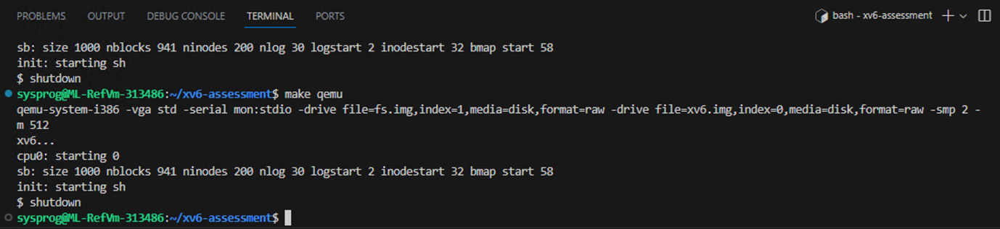 PROBLEMS OUTPUT DEBUG CONSOLE TERMINAL PORTS bash - xv6-assessment
sb: size 1000 nblocks 941 ninodes 200 nlog 30 logstart 2 inodestart 32 bmap start 58
init: starting sh
$ shutdown
sysprog@ML-RefVm-313486:~/xv6-assessment$ make qemu
qemu-system-i386 -vga std -serial mon:stdio -drive file=fs.img,index=1,media=disk,format=raw -drive file=xv6.img,index=0,media=disk,format=raw -smp 2 -
m 512
xv6...
cpu0: starting 0
sb: size 1000 nblocks 941 ninodes 200 nlog 30 logstart 2 inodestart 32 bmap start 58
init: starting sh
$ shutdown
sysprog@ML-RefVm-313486:~/xv6-assessment$